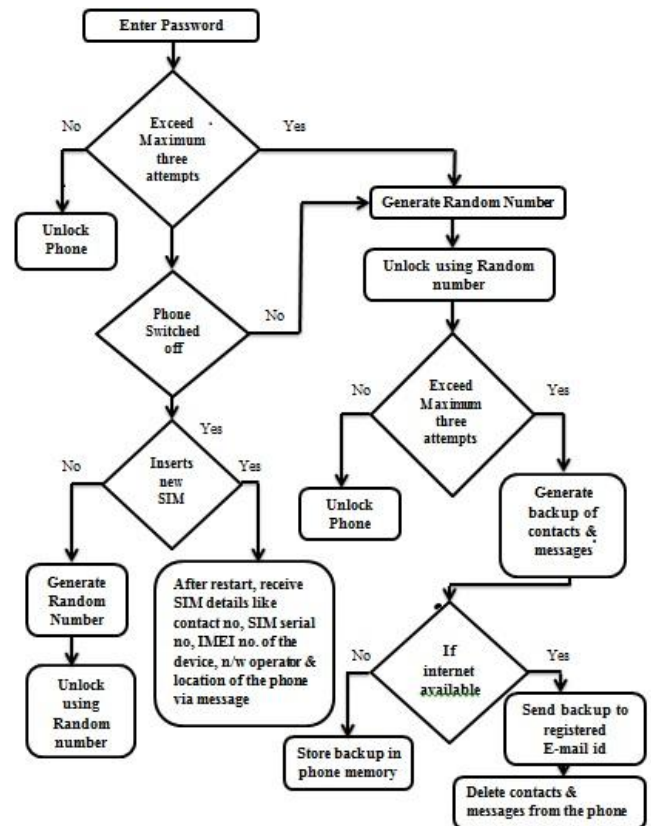 Enter Password
No
Yes
Exceed
Maximum
three
attempts
Unlock
Phone
Generate Random Number
Unlock using Random
number
Phone
Switched
off
No
No
Yes
Exceed
Maximum
three
attempts
Yes
No
Yes
Inserts
new
SIM
Unlock
Phone
Generate
backup of
contacts &
messages
Generate
Random
Number
After restart, receive
SIM details like
contact no, SIM serial
no, IMEI no. of the
device, n/w operator &
location of the phone
via message
Unlock
using
Random
number
No
Yes
If
internet
available
Store backup in
phone memory
Send backup to
registered
E-mail id
Delete contacts &
messages from the phone